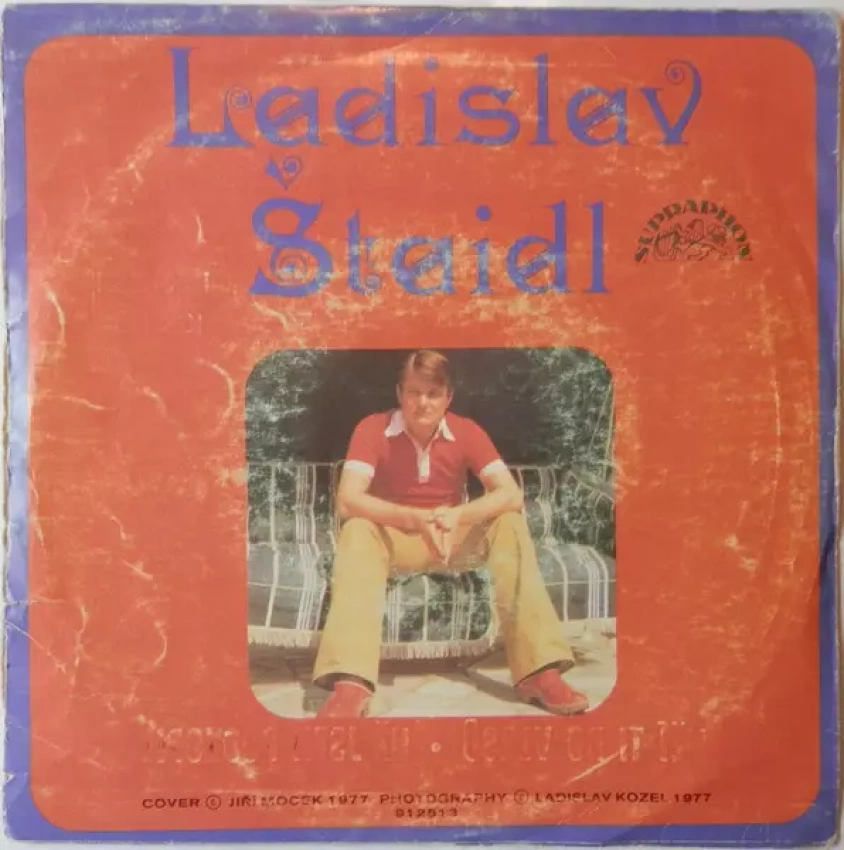 Ladislav
Štaidl
SUPRAPHON
COVER © JIŘÍ MOCEK 1977 PHOTOGRAPHY © LADISLAV KOZEL 1977
912513